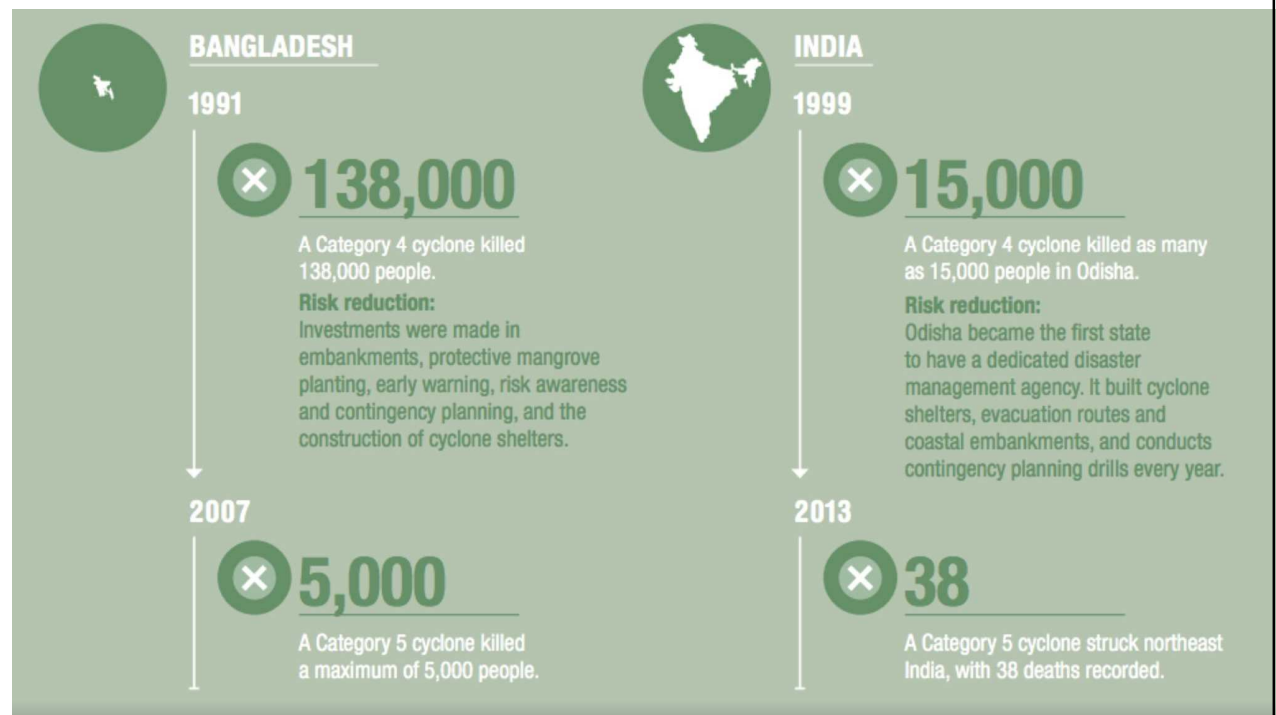 BANGLADESH
1991
138,000
A Category 4 cyclone killed
138,000 people.
Risk reduction:
Investments were made in
embankments, protective mangrove
planting, early warning, risk awareness
and contingency planning, and the
construction of cyclone shelters.
2007
5,000
A Category 5 cyclone killed
a maximum of 5,000 people.
INDIA
1999
15,000
A Category 4 cyclone killed as many
as 15,000 people in Odisha.
Risk reduction:
Odisha became the first state
to have a dedicated disaster
management agency. It built cyclone
shelters, evacuation routes and
coastal embankments, and conducts
contingency planning drills every year.
2013
38
A Category 5 cyclone struck northeast
India, with 38 deaths recorded.